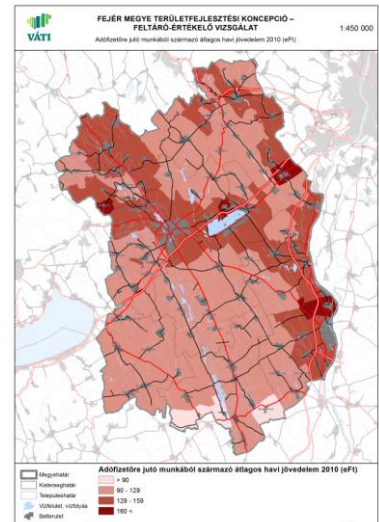 VÁTI
FEJÉR MEGYE TERÜLETFEJLESZTÉSI KONCEPCIÓ –
FELTÁRÓ-ÉRTÉKELŐ VIZSGÁLAT
1:450 000
Adófizetőre jutó munkából származó átlagos havi jövedelem 2010 (eFt)
Megyehatár
Kistérséghatár
Településhatár
Vízfelület, vízfolyás
Belterület
Adófizetőre jutó munkából származó átlagos havi jövedelem 2010 (eFt)
> 90
90 - 129
129 - 159
160 <